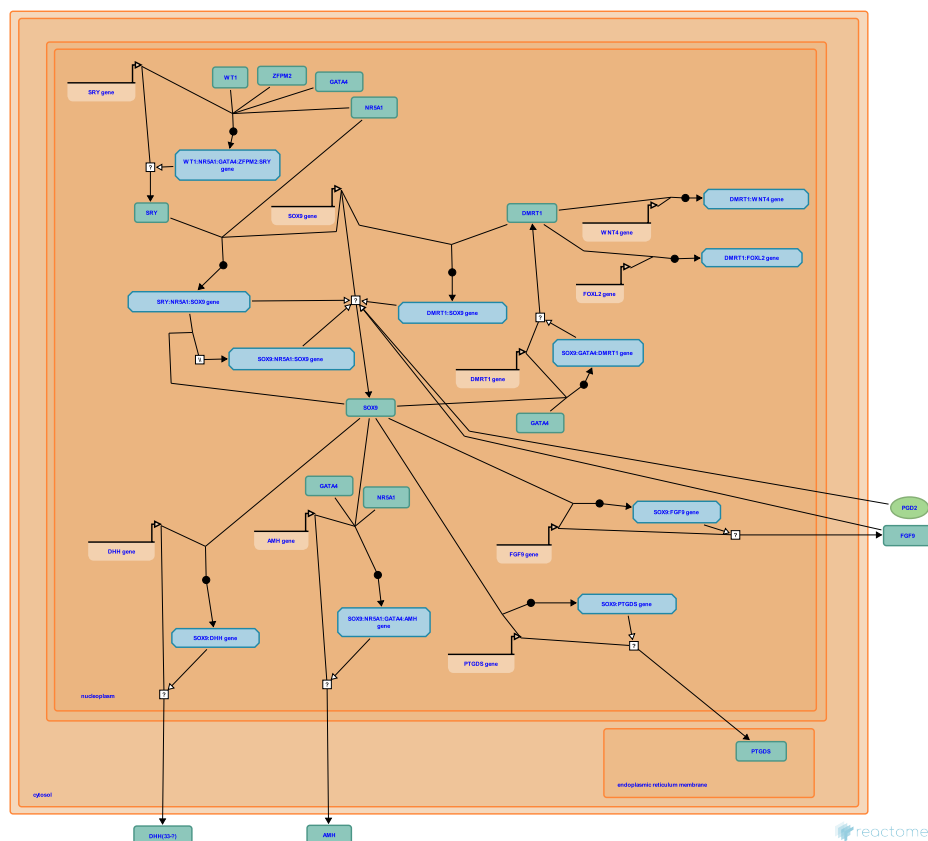 SRY gene
WT1
ZFPM2
GATA4
NR5A1
?
WT1:NR5A1:GATA4:ZFPM2:SRY
gene
SRY
SOX9 gene
DMRT1
WNT4 gene
DMRT1:WNT4 gene
FOXL2 gene
DMRT1:FOXL2 gene
SRY:NR5A1:SOX9 gene
?
DMRT1:SOX9 gene
?
SOX9:NR5A1:SOX9 gene
SOX9:GATA4:DMRT1 gene
DMRT1 gene
SOX9
GATA4
GATA4
NR5A1
PGD2
FGF9
SOX9:FGF9 gene
?
DHH gene
AMH gene
FGF9 gene
SOX9:PTGDS gene
SOX9:DHH gene
SOX9:NR5A1:GATA4:AMH
gene
PTGDS gene
?
?
?
nucleoplasm
PTGDS
endoplasmic reticulum membrane
cytosol
DHH(33-?)
AMH
reactome